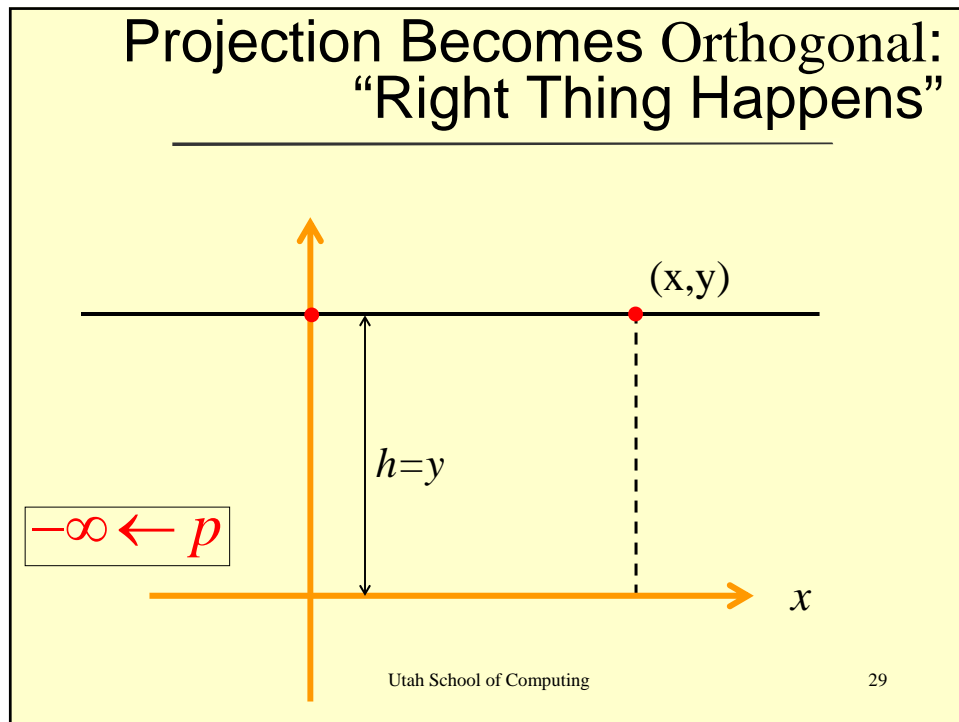 Projection Becomes Orthogonal:
“Right Thing Happens”
(x,y)
h=y
−∞ ← p
x
Utah School of Computing 29